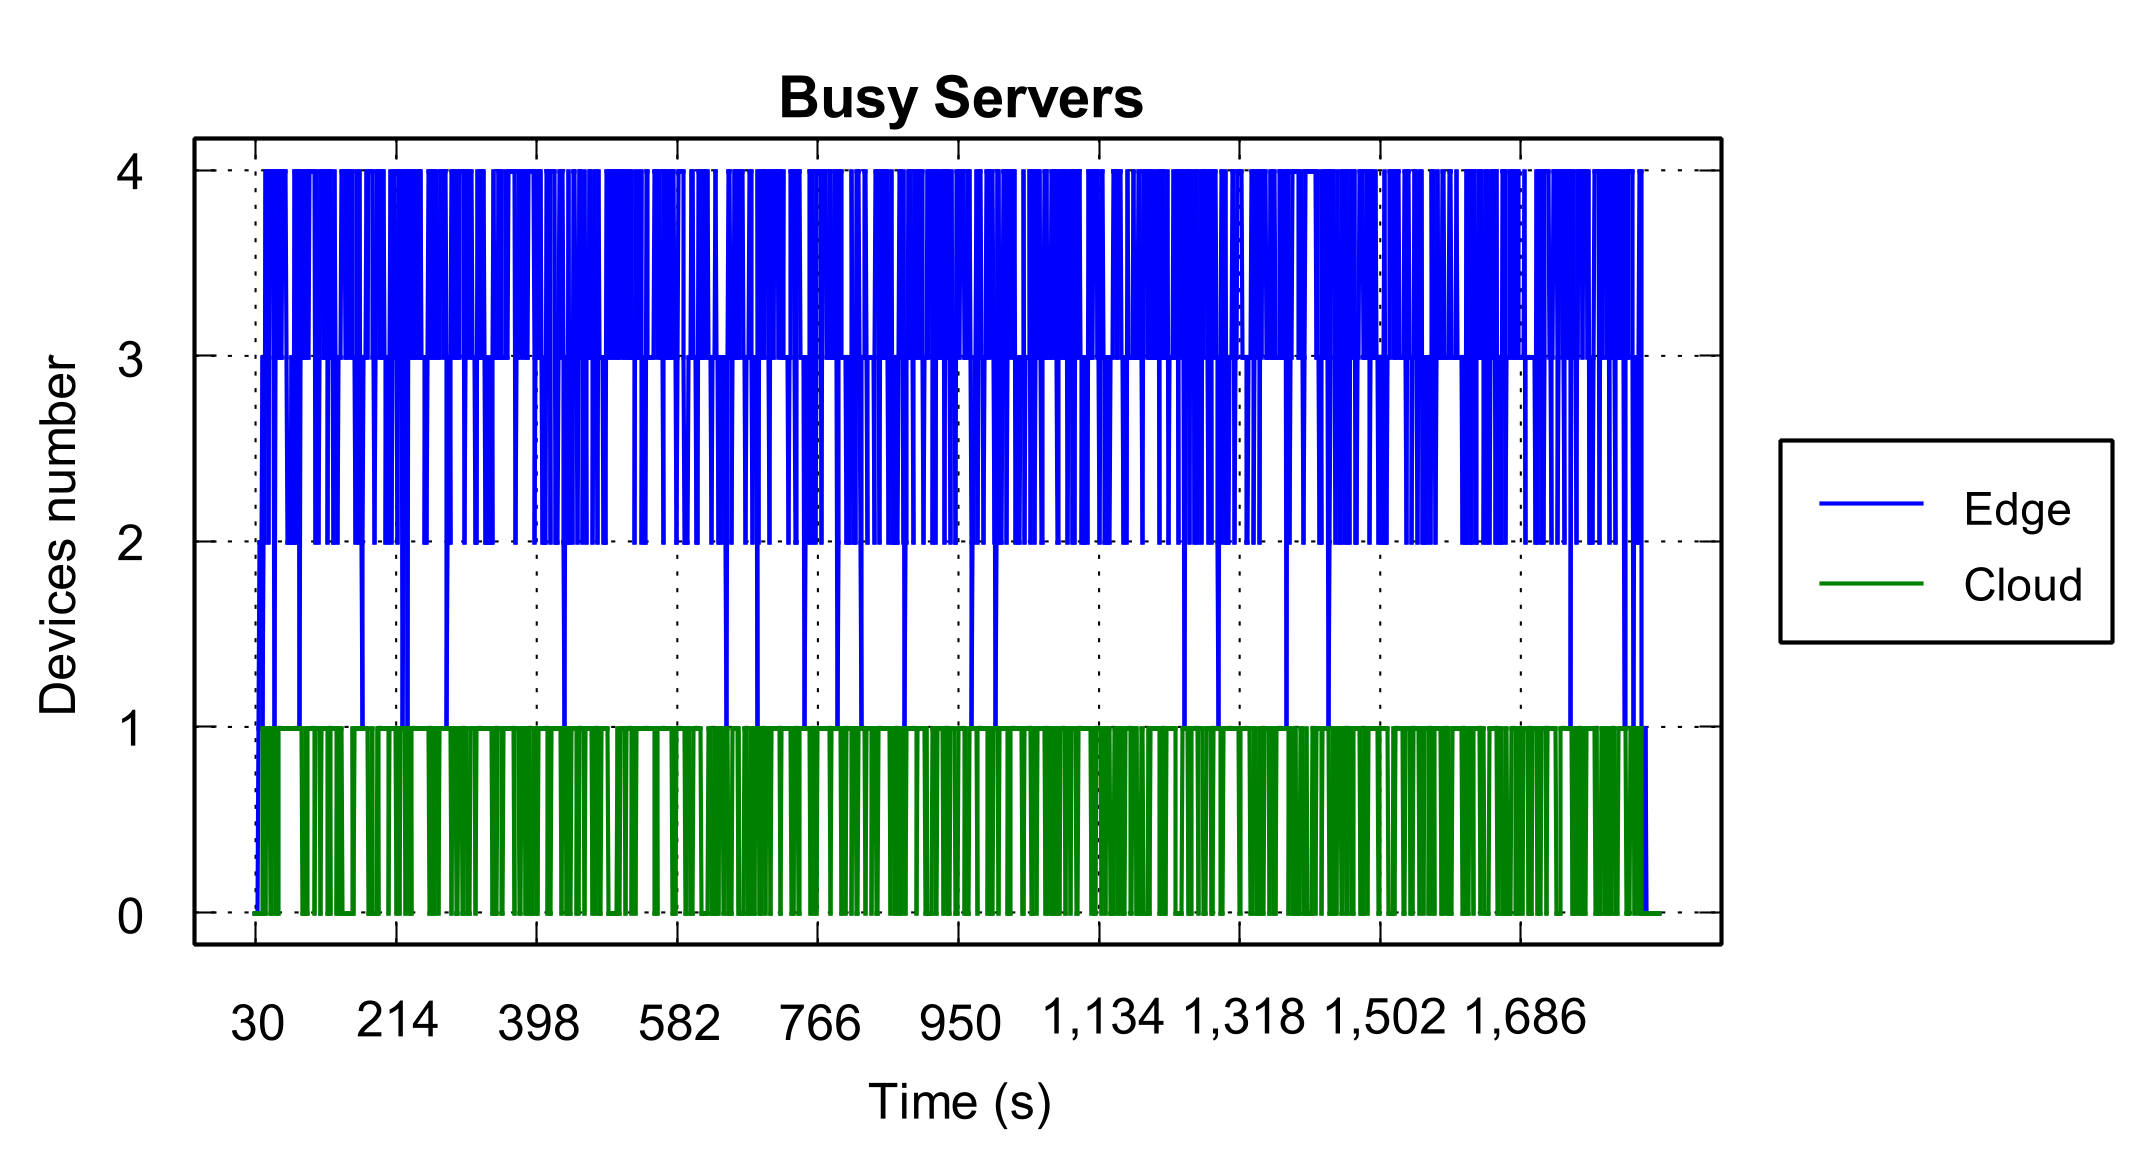 Busy Servers
4
3
2
1
0
Devices number
30 214 398 582 766 950 1,134 1,318 1,502 1,686
Time (s)
Edge
Cloud